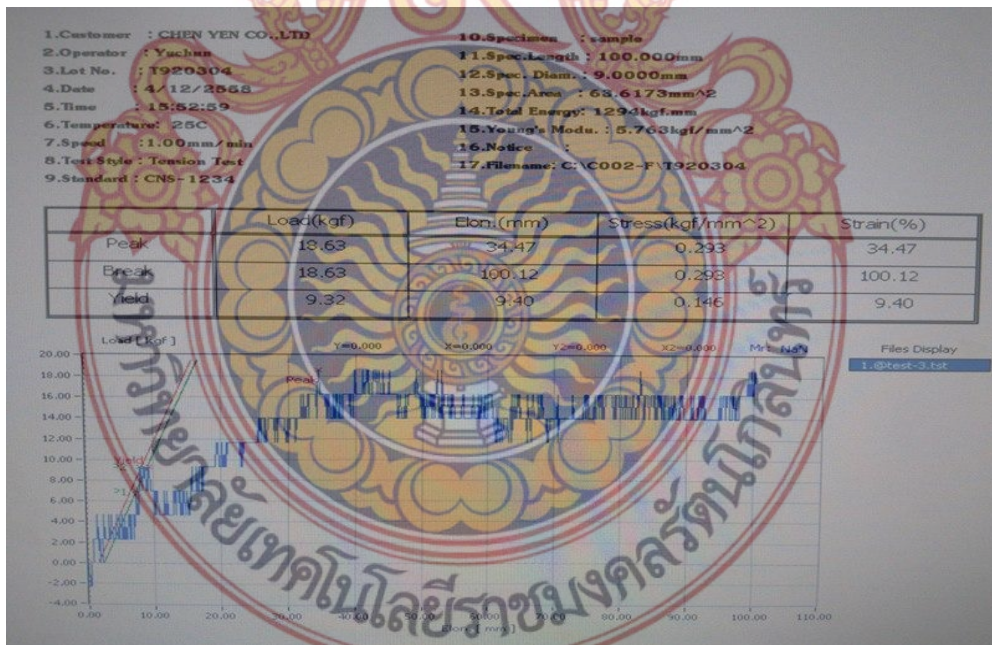 1.Customer : CHEN YEN CO.,LTD
2.Operator : Yuchun
3.Lot No. : T920304
4.Date : 4/12/2558
5.Time : 15:52:59
6.Temperature: 25C
7.Speed :1.00mm/min
8.Test Style : Tension Test
9.Standard : CNS-1234
10.Specimen : sample
11.Spec.Length : 100.000mm
12.Spec. Diam. : 9.0000mm
13.Spec.Area : 63.6173mm^2
14.Total Energy: 1294kgf.mm
15.Young's Modu. : 5.763kgf/mm^2
16.Notice :
17.Filename: C:\C002-F\T920304
Load(kgf) Elon.(mm) Stress(kgf/mm^2) Strain(%)
Peak 18.63 34.47 0.293 34.47
Break 18.63 100.12 0.293 100.12
Yield 9.32 9.40 0.146 9.40
Load [ Kgf ] Y=0.000 X=0.000 Y2=0.000 X2=0.000 Mr: NaN
Files Display
1.@test-3.tst
20.00
18.00
16.00
14.00
12.00
10.00
8.00
6.00
4.00
2.00
0.00
-2.00
-4.00
Peak
Yield
0.00 10.00 20.00 30.00 40.00 50.00 60.00 70.00 80.00 90.00 100.00 110.00
Elon. [ mm ]
มหาวิทยาลัยเทคโนโลยีราชมงคลรัตนโกสินทร์